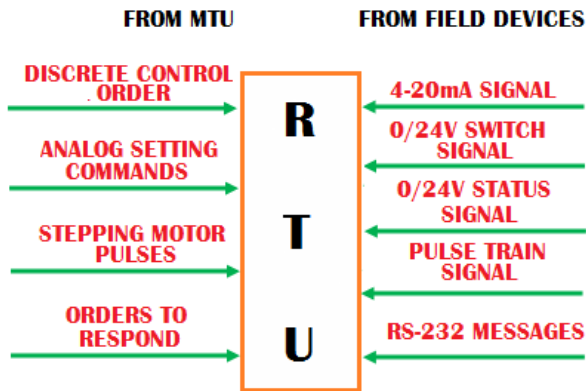 FROM MTU
FROM FIELD DEVICES
DISCRETE CONTROL
ORDER
ANALOG SETTING
COMMANDS
STEPPING MOTOR
PULSES
ORDERS TO
RESPOND
R
T
U
4-20mA SIGNAL
0/24V SWITCH
SIGNAL
0/24V STATUS
SIGNAL
PULSE TRAIN
SIGNAL
RS-232 MESSAGES